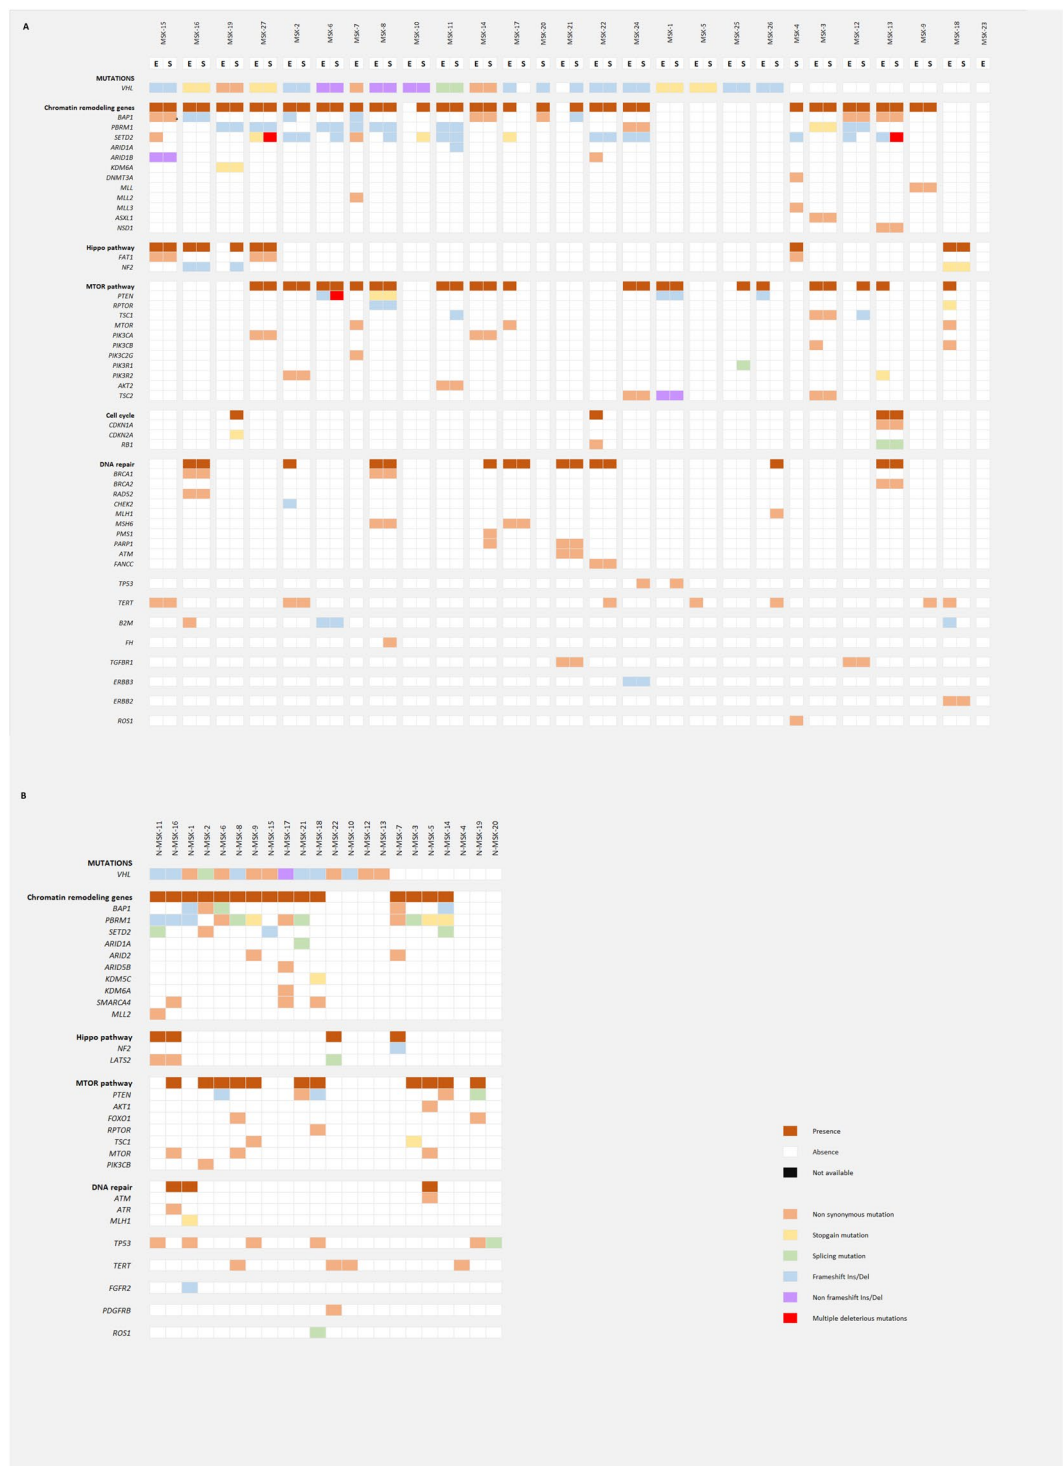 A
MSK-15 MSK-16 MSK-19 MSK-27 MSK-2 MSK-6 MSK-7 MSK-8 MSK-10 MSK-11 MSK-14 MSK-17 MSK-20 MSK-21 MSK-22 MSK-24 MSK-1 MSK-5 MSK-25 MSK-26 MSK-4 MSK-3 MSK-12 MSK-13 MSK-9 MSK-18 MSK-23
E S E S E S E S E S E S E E S E S E S E S E S S E S E S E S E S E S E S E S S E S E S E S E S E S E
MUTATIONS
VHL
Chromatin remodeling genes
BAP1
PBRM1
SETD2
ARID1A
ARID1B
KDM6A
DNMT3A
MLL
MLL2
MLL3
ASXL1
NSD1
Hippo pathway
FAT1
NF2
MTOR pathway
PTEN
RPTOR
TSC1
MTOR
PIK3CA
PIK3CB
PIK3C2G
PIK3R1
PIK3R2
AKT2
TSC2
Cell cycle
CDKN1A
CDKN2A
RB1
DNA repair
BRCA1
BRCA2
RAD52
CHEK2
MLH1
MSH6
PMS1
PARP1
ATM
FANCC
TP53
TERT
B2M
FH
TGFBR1
ERBB3
ERBB2
ROS1
B
N-MSK-11 N-MSK-16 N-MSK-1 N-MSK-2 N-MSK-6 N-MSK-8 N-MSK-9 N-MSK-15 N-MSK-17 N-MSK-21 N-MSK-18 N-MSK-22 N-MSK-10 N-MSK-12 N-MSK-13 N-MSK-7 N-MSK-3 N-MSK-5 N-MSK-14 N-MSK-4 N-MSK-19 N-MSK-20
MUTATIONS
VHL
Chromatin remodeling genes
BAP1
PBRM1
SETD2
ARID1A
ARID2
ARID5B
KDM5C
KDM6A
SMARCA4
MLL2
Hippo pathway
NF2
LATS2
MTOR pathway
PTEN
AKT1
FOXO1
RPTOR
TSC1
MTOR
PIK3CB
DNA repair
ATM
ATR
MLH1
TP53
TERT
FGFR2
PDGFRB
ROS1
Presence
Absence
Not available
Non synonymous mutation
Stopgain mutation
Splicing mutation
Frameshift Ins/Del
Non frameshift Ins/Del
Multiple deleterious mutations